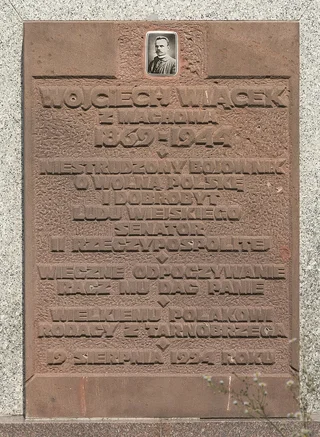 WOJCIECH WIĄCEK
Z MACHOWA
1869-1944
NIESTRUDZONY BOJOWNIK
O WOLNĄ POLSKĘ
I DOBROBYT
LUDU WIEJSKIEGO
SENATOR
II RZECZYPOSPOLITEJ
WIECZNE ODPOCZYWANIE
RACZ MU DAĆ PANIE
WIELKIEMU POLAKOWI
RODACY Z TARNOBRZEGA
19 SIERPNIA 1994 ROKU